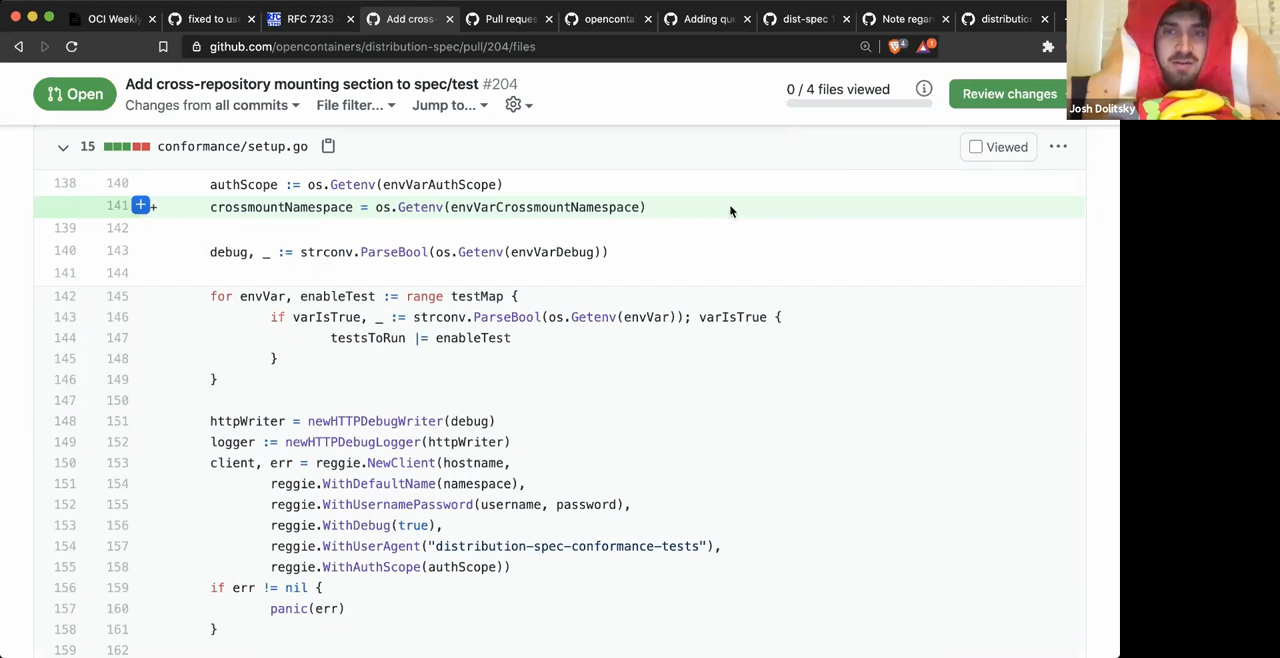 OCI Weekly
fixed to us
RFC 7233 -
Add cross-
Pull reques
openconta
Adding qu
dist-spec 1
Note regar
distributio
github.com/opencontainers/distribution-spec/pull/204/files
4
1
Open
Add cross-repository mounting section to spec/test #204
Changes from all commits
File filter...
Jump to...
0 / 4 files viewed
Review changes
Josh Dolitsky
15
conformance/setup.go
Viewed
138 140 authScope := os.Getenv(envVarAuthScope)
141 + crossmountNamespace = os.Getenv(envVarCrossmountNamespace)
139 142
140 143 debug, _ := strconv.ParseBool(os.Getenv(envVarDebug))
141 144
142 145 for envVar, enableTest := range testMap {
143 146 if varIsTrue, _ := strconv.ParseBool(os.Getenv(envVar)); varIsTrue {
144 147 testsToRun |= enableTest
145 148 }
146 149 }
147 150
148 151 httpWriter = newHTTPDebugWriter(debug)
149 152 logger := newHTTPDebugLogger(httpWriter)
150 153 client, err = reggie.NewClient(hostname,
151 154 reggie.WithDefaultName(namespace),
152 155 reggie.WithUsernamePassword(username, password),
153 156 reggie.WithDebug(true),
154 157 reggie.WithUserAgent("distribution-spec-conformance-tests"),
155 158 reggie.WithAuthScope(authScope))
156 159 if err != nil {
157 160 panic(err)
158 161 }
159 162